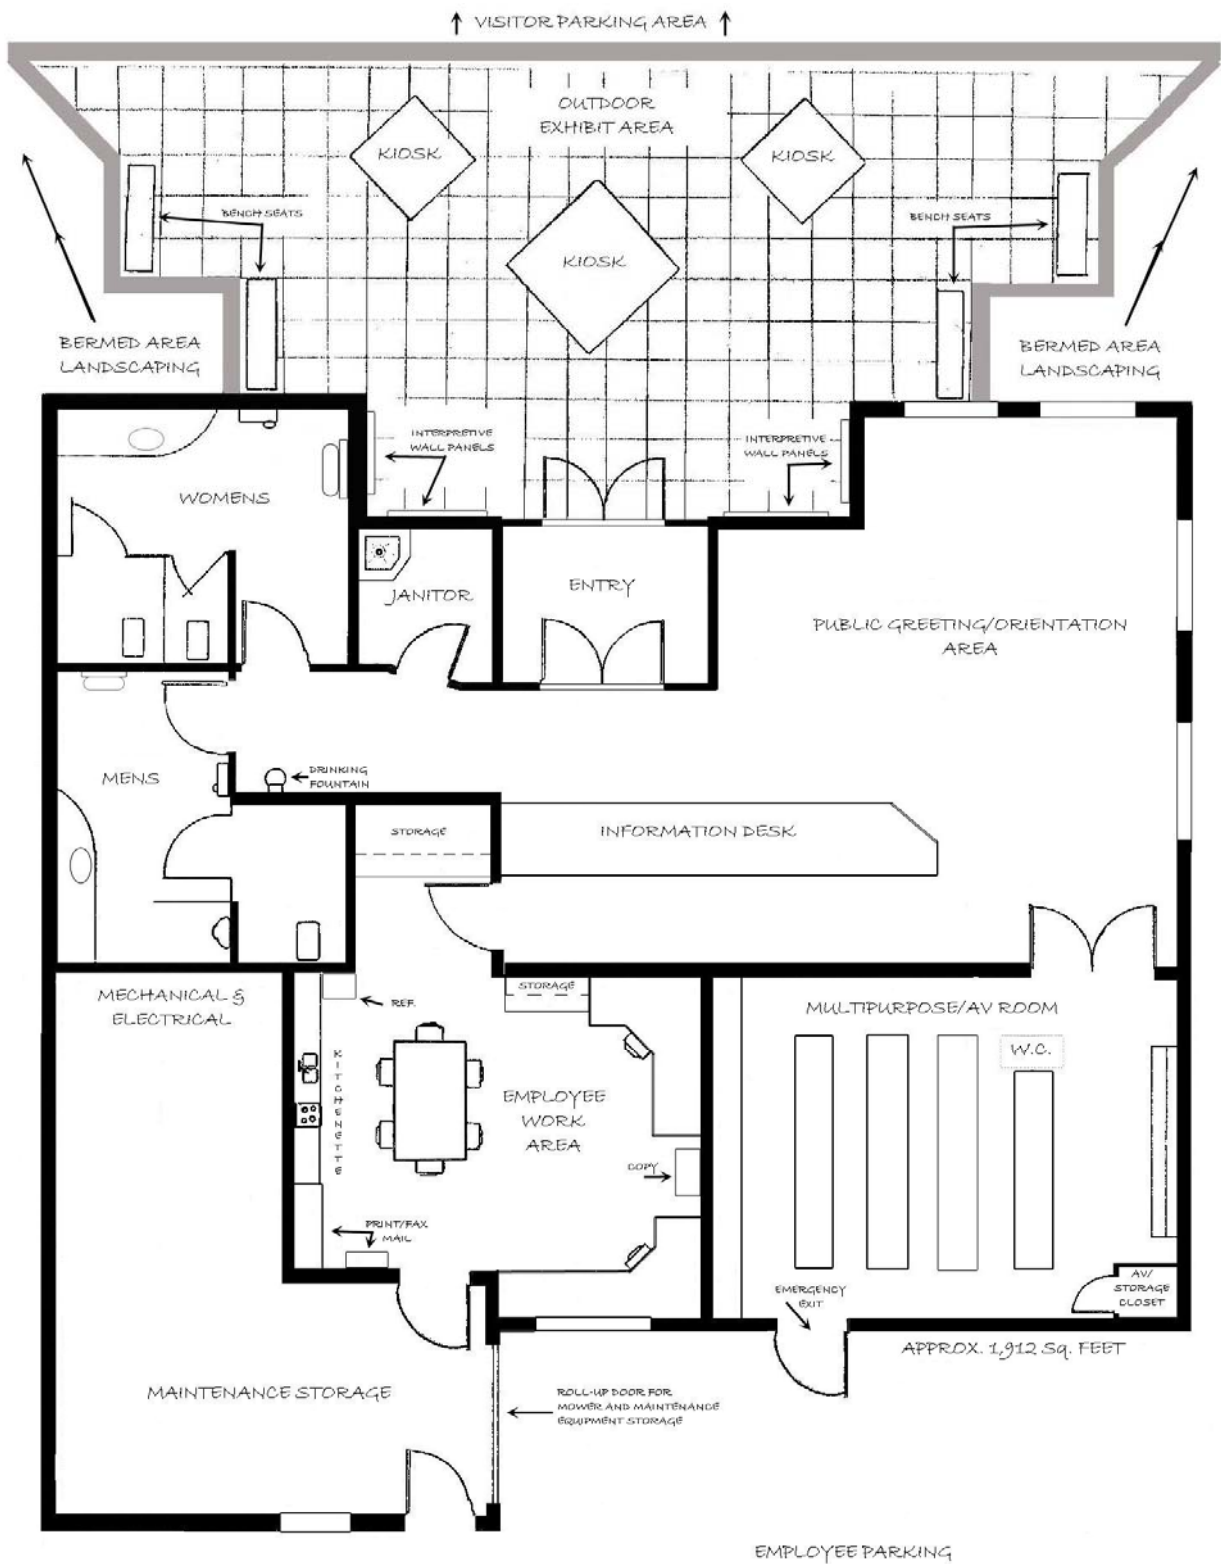 VISITOR PARKING AREA
OUTDOOR
EXHIBIT AREA
KIOSK
KIOSK
KIOSK
BENCH SEATS
BENCH SEATS
BERMED AREA
LANDSCAPING
BERMED AREA
LANDSCAPING
INTERPRETIVE
WALL PANELS
INTERPRETIVE
WALL PANELS
WOMENS
JANITOR
ENTRY
PUBLIC GREETING/ORIENTATION
AREA
MENS
DRINKING
FOUNTAIN
STORAGE
INFORMATION DESK
MECHANICAL &
ELECTRICAL
REF.
STORAGE
MULTIPURPOSE/AV ROOM
W.C.
KITCHENETTE
EMPLOYEE
WORK
AREA
COPY
PRINT/FAX
MAIL
EMERGENCY
EXIT
AV/
STORAGE
CLOSET
APPROX. 1,912 Sq. FEET
MAINTENANCE STORAGE
ROLL-UP DOOR FOR
MOWER AND MAINTENANCE
EQUIPMENT STORAGE
EMPLOYEE PARKING